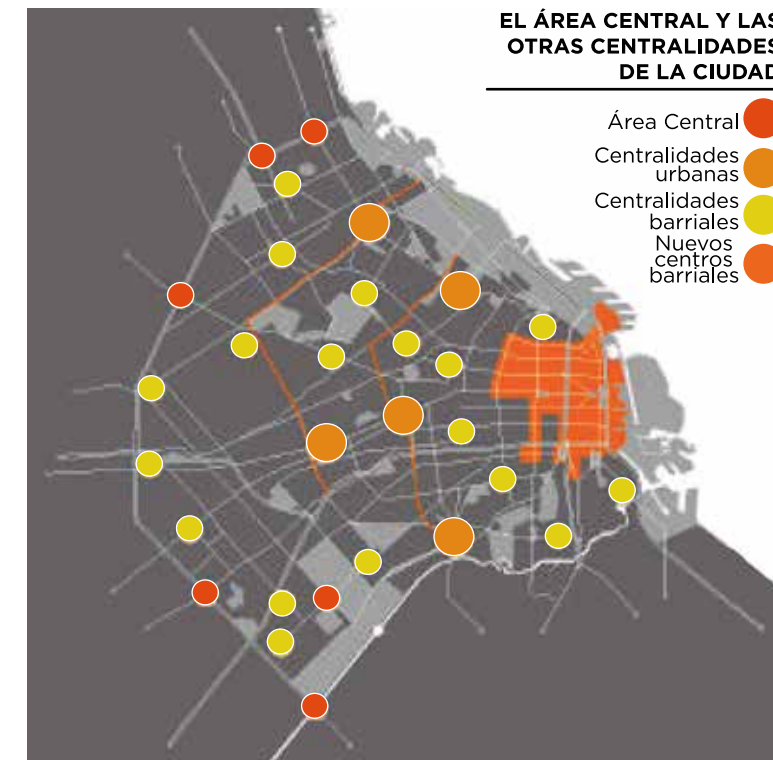 EL ÁREA CENTRAL Y LAS
OTRAS CENTRALIDADES
DE LA CIUDAD
Área Central
Centralidades
urbanas
Centralidades
barriales
Nuevos
centros
barriales